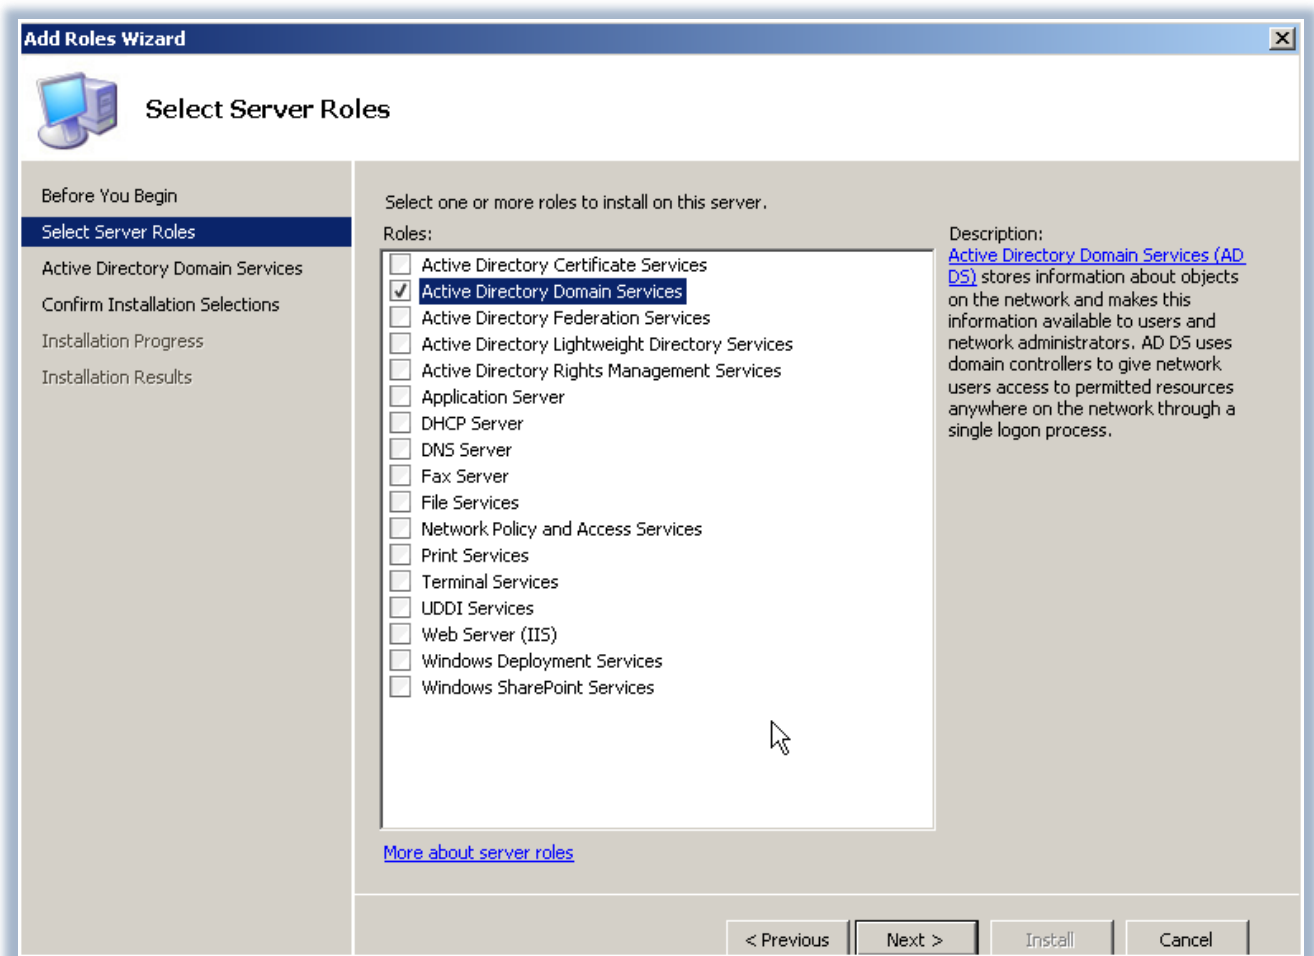 Add Roles Wizard
Select Server Roles
Before You Begin
Select Server Roles
Active Directory Domain Services
Confirm Installation Selections
Installation Progress
Installation Results
Select one or more roles to install on this server.
Roles:
Active Directory Certificate Services
Active Directory Domain Services
Active Directory Federation Services
Active Directory Lightweight Directory Services
Active Directory Rights Management Services
Application Server
DHCP Server
DNS Server
Fax Server
File Services
Network Policy and Access Services
Print Services
Terminal Services
UDDI Services
Web Server (IIS)
Windows Deployment Services
Windows SharePoint Services
More about server roles
Description:
Active Directory Domain Services (AD
DS) stores information about objects
on the network and makes this
information available to users and
network administrators. AD DS uses
domain controllers to give network
users access to permitted resources
anywhere on the network through a
single logon process.
< Previous
Next >
Install
Cancel